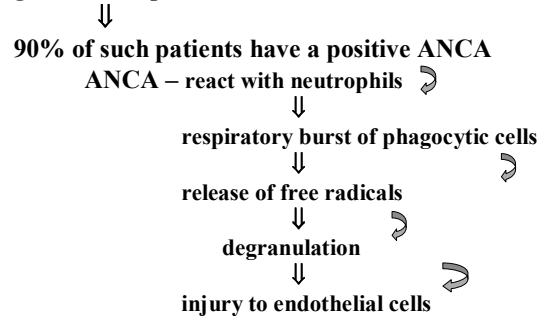 ⇓
90% of such patients have a positive ANCA
ANCA – react with neutrophils
⇓
respiratory burst of phagocytic cells
⇓
release of free radicals
⇓
degranulation
⇓
injury to endothelial cells